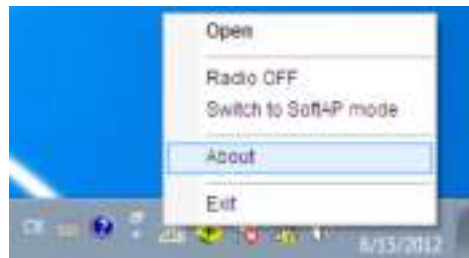 Open
Radio OFF
Switch to SoftAP mode
About
Exit
6/15/2012